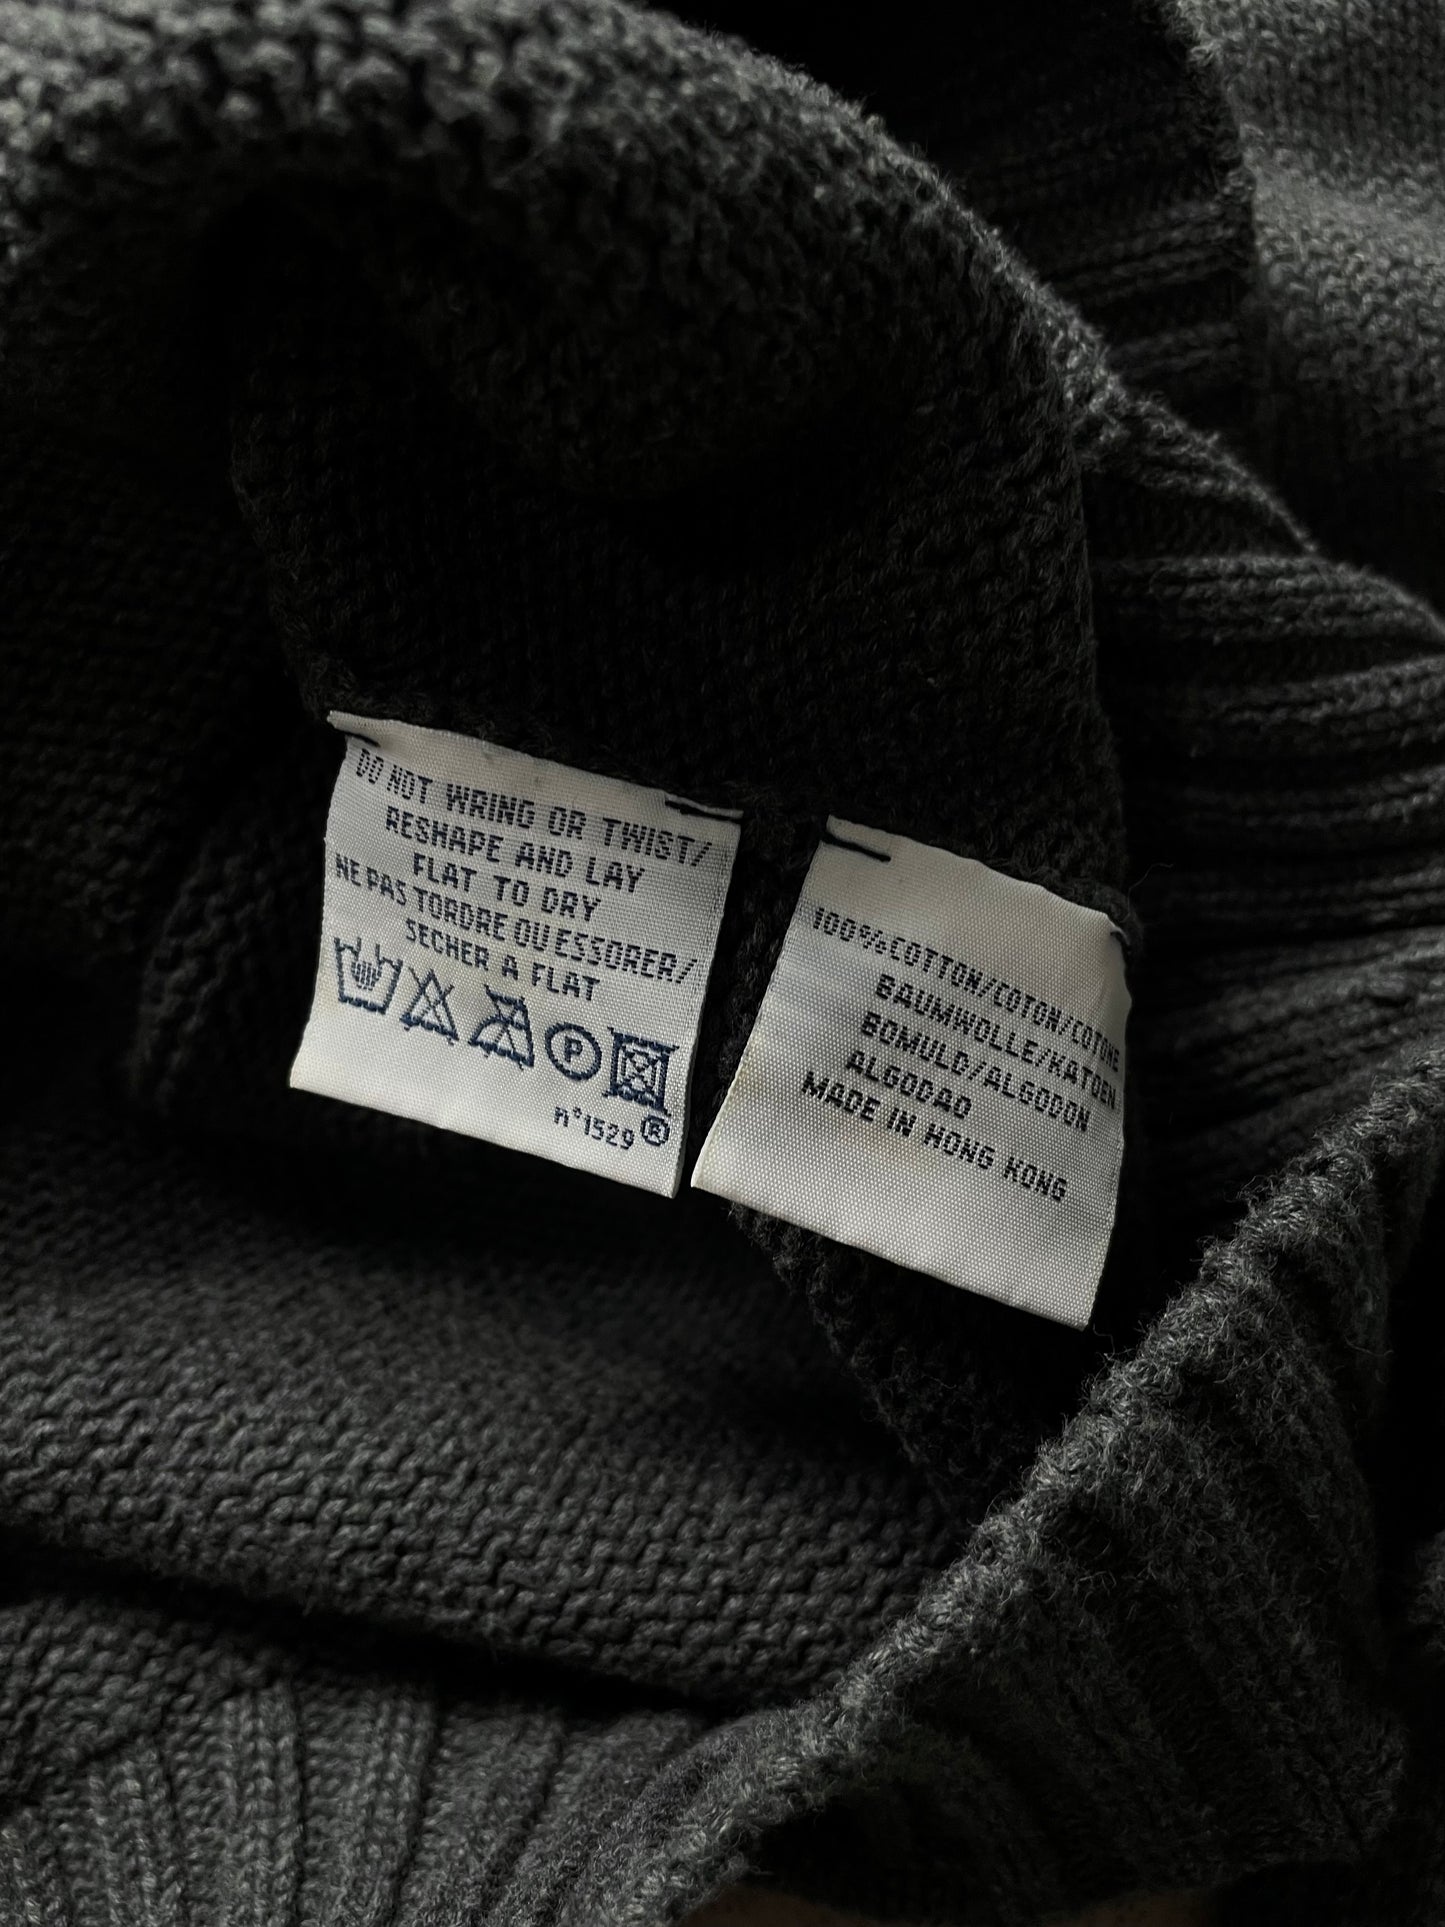 DO NOT WRING OR TWIST/
RESHAPE AND LAY
FLAT TO DRY
NE PAS TORDRE OU ESSORER/
SECHER A FLAT
P
n°1529 ®
100%COTTON/COTON/COTONE
BAUMWOLLE/KATOEN
BOMULD/ALGODON
ALGODAO
MADE IN HONG KONG